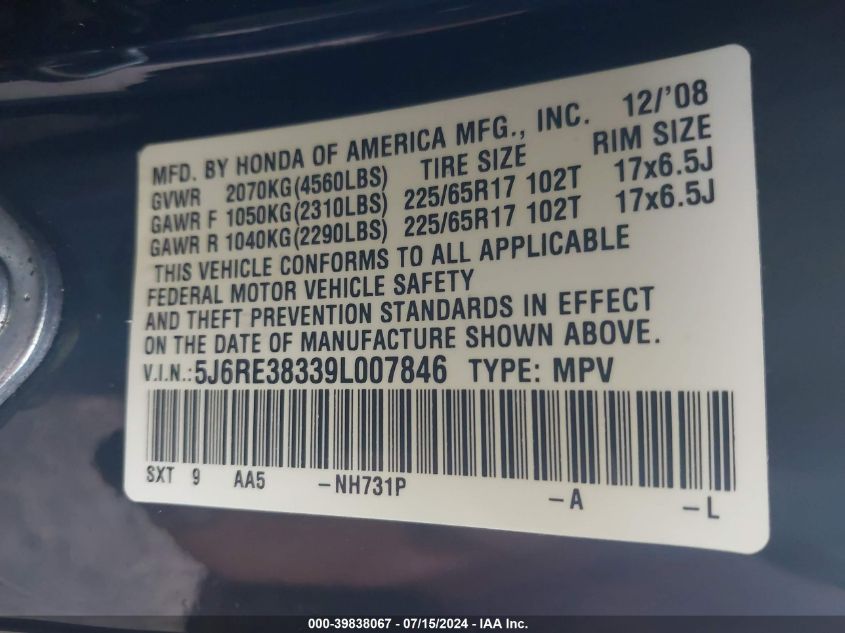 MFD. BY HONDA OF AMERICA MFG., INC. 12/'08
GVWR 2070KG(4560LBS) TIRE SIZE RIM SIZE
GAWR F 1050KG(2310LBS) 225/65R17 102T 17x6.5J
GAWR R 1040KG(2290LBS) 225/65R17 102T 17x6.5J
THIS VEHICLE CONFORMS TO ALL APPLICABLE
FEDERAL MOTOR VEHICLE SAFETY
AND THEFT PREVENTION STANDARDS IN EFFECT
ON THE DATE OF MANUFACTURE SHOWN ABOVE.
V.I.N.:5J6RE38339L007846 TYPE: MPV
SXT 9 AA5 -NH731P -A -L
000-39838067 - 07/15/2024 - IAA Inc.